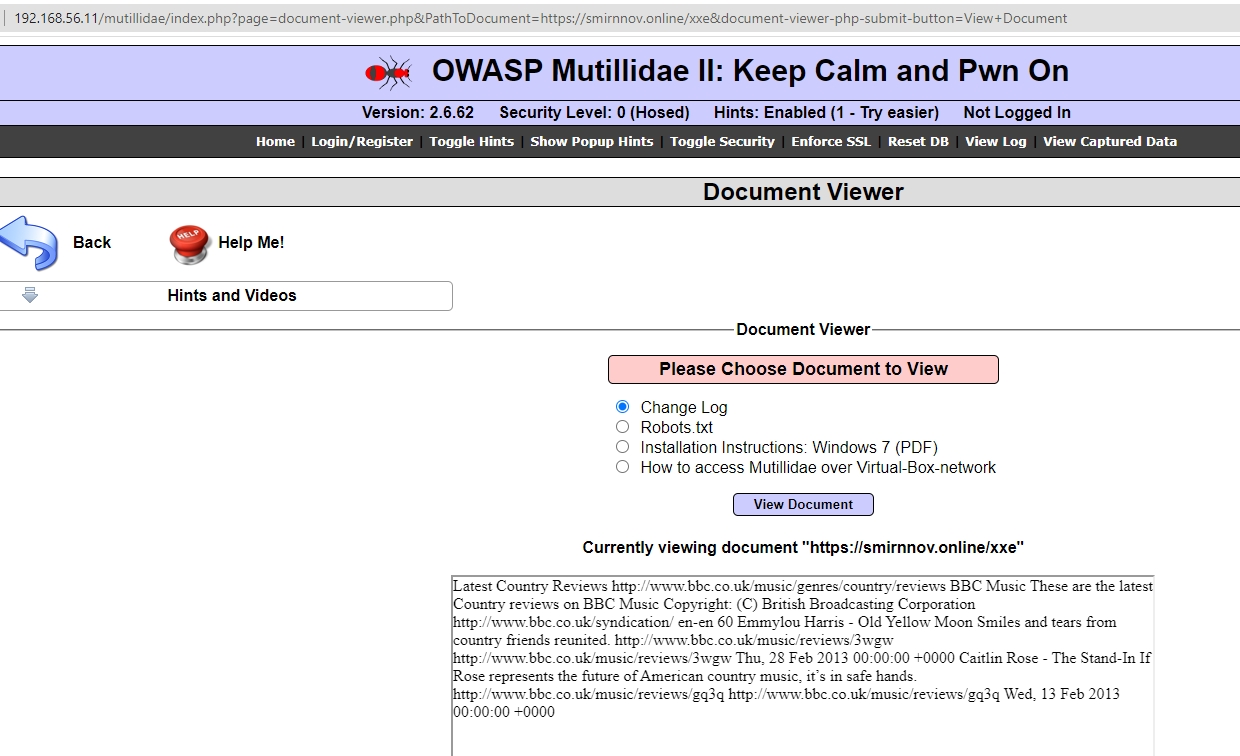 192.168.56.11/mutillidae/index.php?page=document-viewer.php&PathToDocument=https://smirnnov.online/xxe&document-viewer-php-submit-button=View+Document
OWASP Mutillidae II: Keep Calm and Pwn On
Version: 2.6.62 Security Level: 0 (Hosed) Hints: Enabled (1 - Try easier) Not Logged In
Home | Login/Register | Toggle Hints | Show Popup Hints | Toggle Security | Enforce SSL | Reset DB | View Log | View Captured Data
Document Viewer
Back
HELP
Help Me!
Hints and Videos
Document Viewer
Please Choose Document to View
Change Log
Robots.txt
Installation Instructions: Windows 7 (PDF)
How to access Mutillidae over Virtual-Box-network
View Document
Currently viewing document "https://smirnnov.online/xxe"
Latest Country Reviews http://www.bbc.co.uk/music/genres/country/reviews BBC Music These are the latest
Country reviews on BBC Music Copyright: (C) British Broadcasting Corporation
http://www.bbc.co.uk/syndication/ en-en 60 Emmylou Harris - Old Yellow Moon Smiles and tears from
country friends reunited. http://www.bbc.co.uk/music/reviews/3wgw
http://www.bbc.co.uk/music/reviews/3wgw Thu, 28 Feb 2013 00:00:00 +0000 Caitlin Rose - The Stand-In If
Rose represents the future of American country music, it’s in safe hands.
http://www.bbc.co.uk/music/reviews/gq3q http://www.bbc.co.uk/music/reviews/gq3q Wed, 13 Feb 2013
00:00:00 +0000